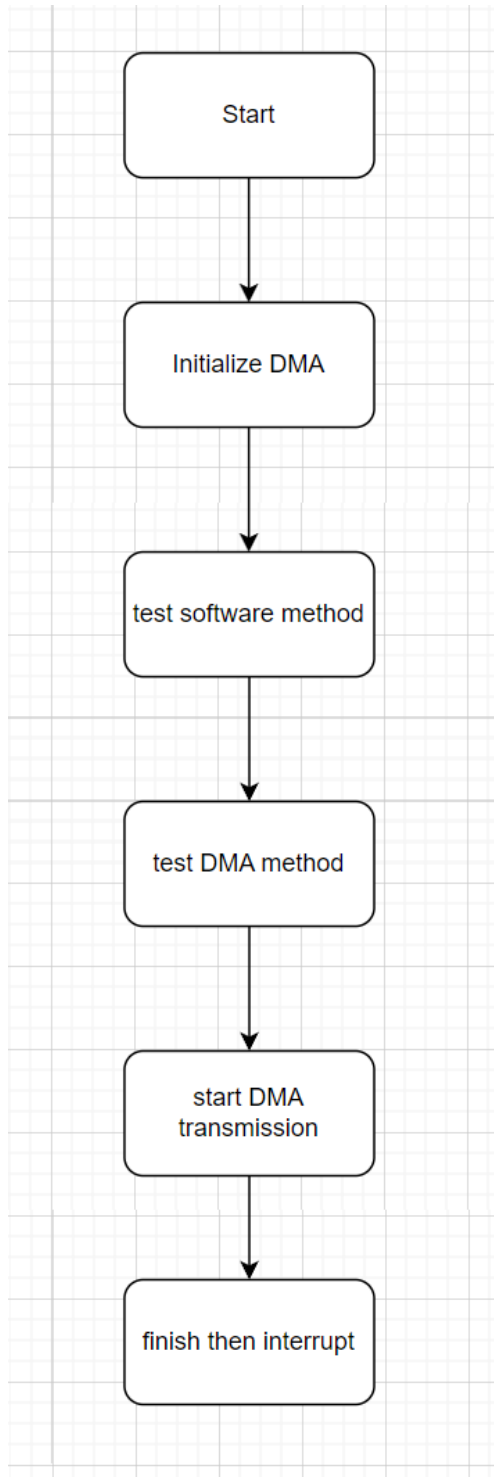 Start
Initialize DMA
test software method
test DMA method
start DMA
transmission
finish then interrupt